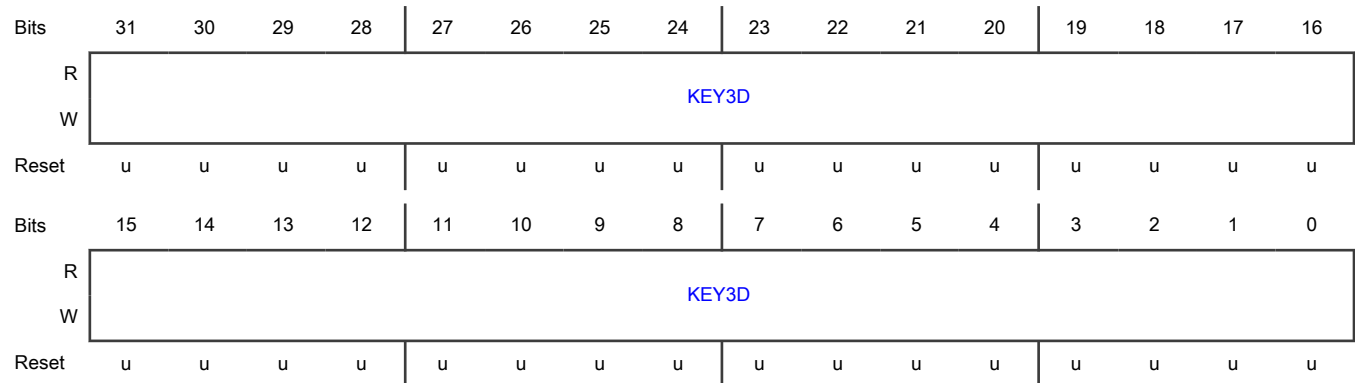 Bits 31 30 29 28 27 26 25 24 23 22 21 20 19 18 17 16
R
KEY3D
W
Reset u u u u u u u u u u u u u u u u
Bits 15 14 13 12 11 10 9 8 7 6 5 4 3 2 1 0
R
KEY3D
W
Reset u u u u u u u u u u u u u u u u